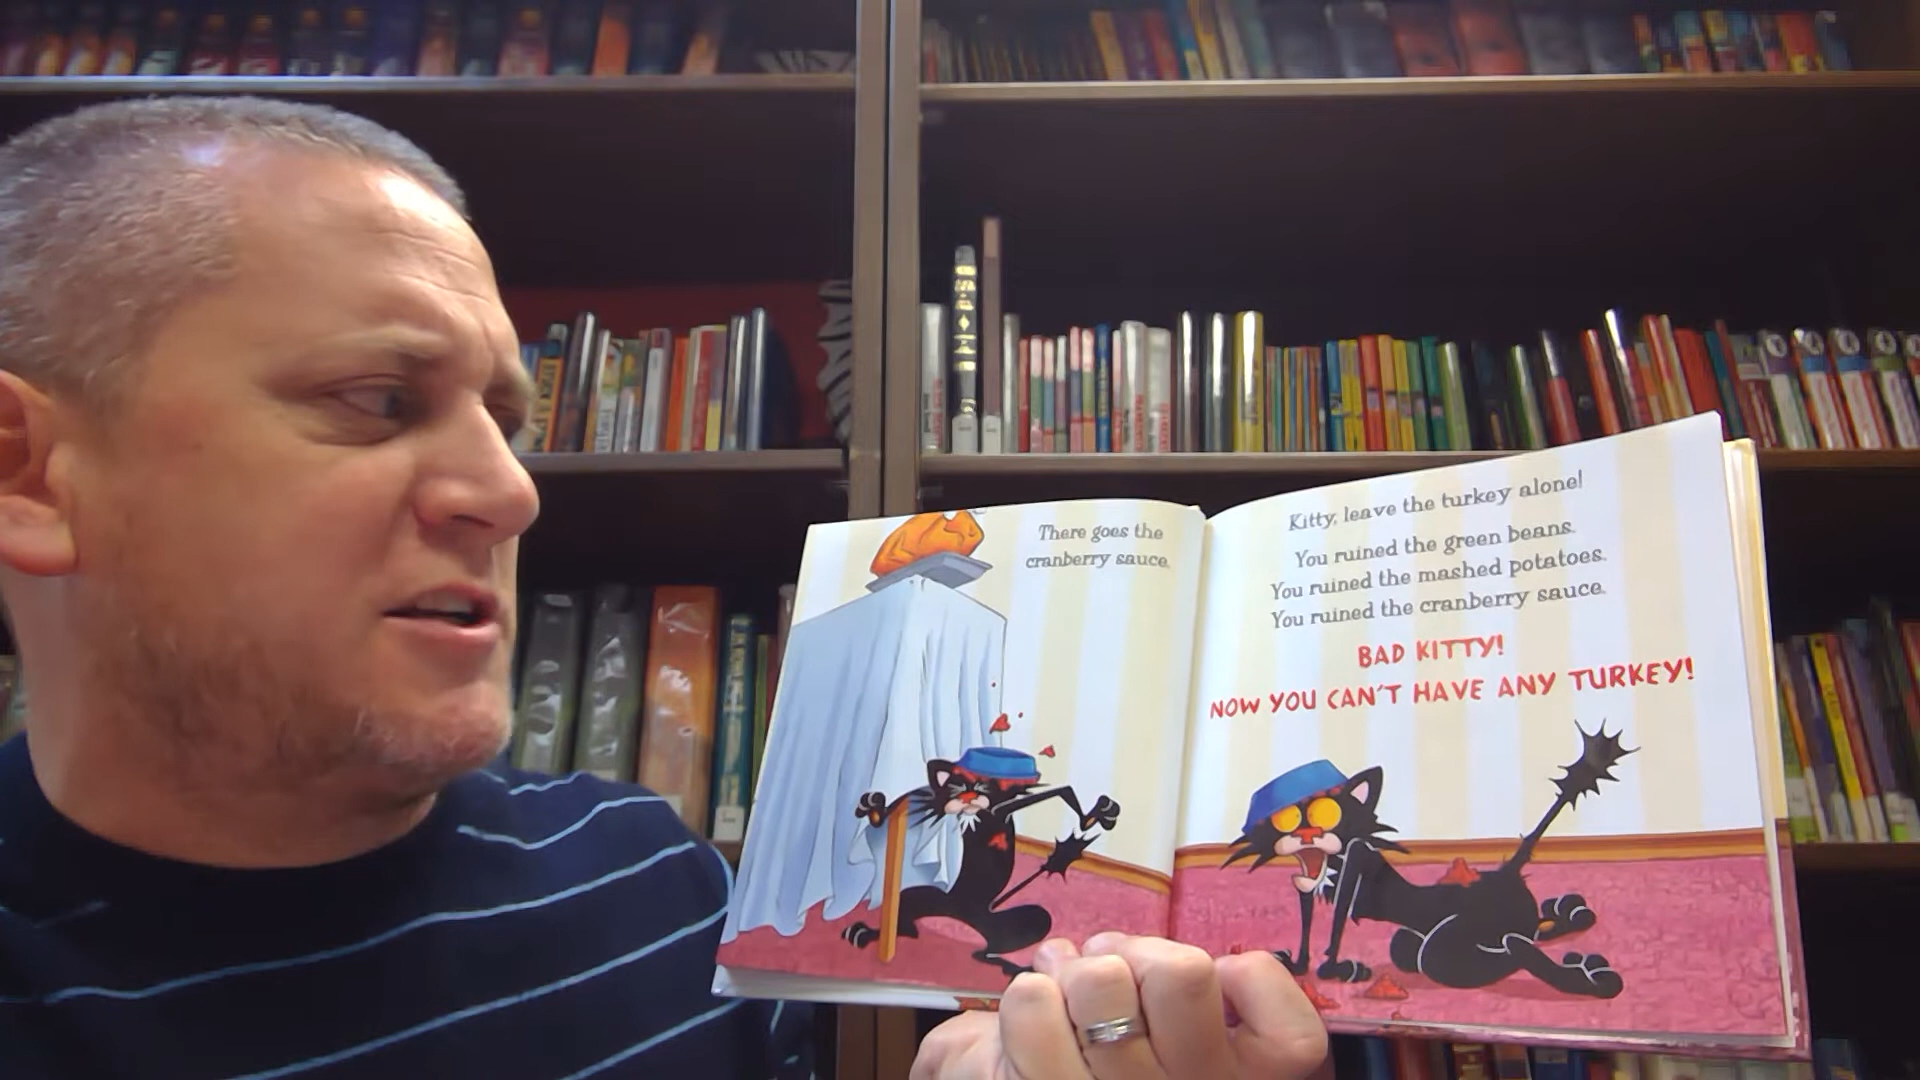 There goes the
cranberry sauce.
Kitty, leave the turkey alone!
You ruined the green beans.
You ruined the mashed potatoes.
You ruined the cranberry sauce.
BAD KITTY!
NOW YOU CAN'T HAVE ANY TURKEY!